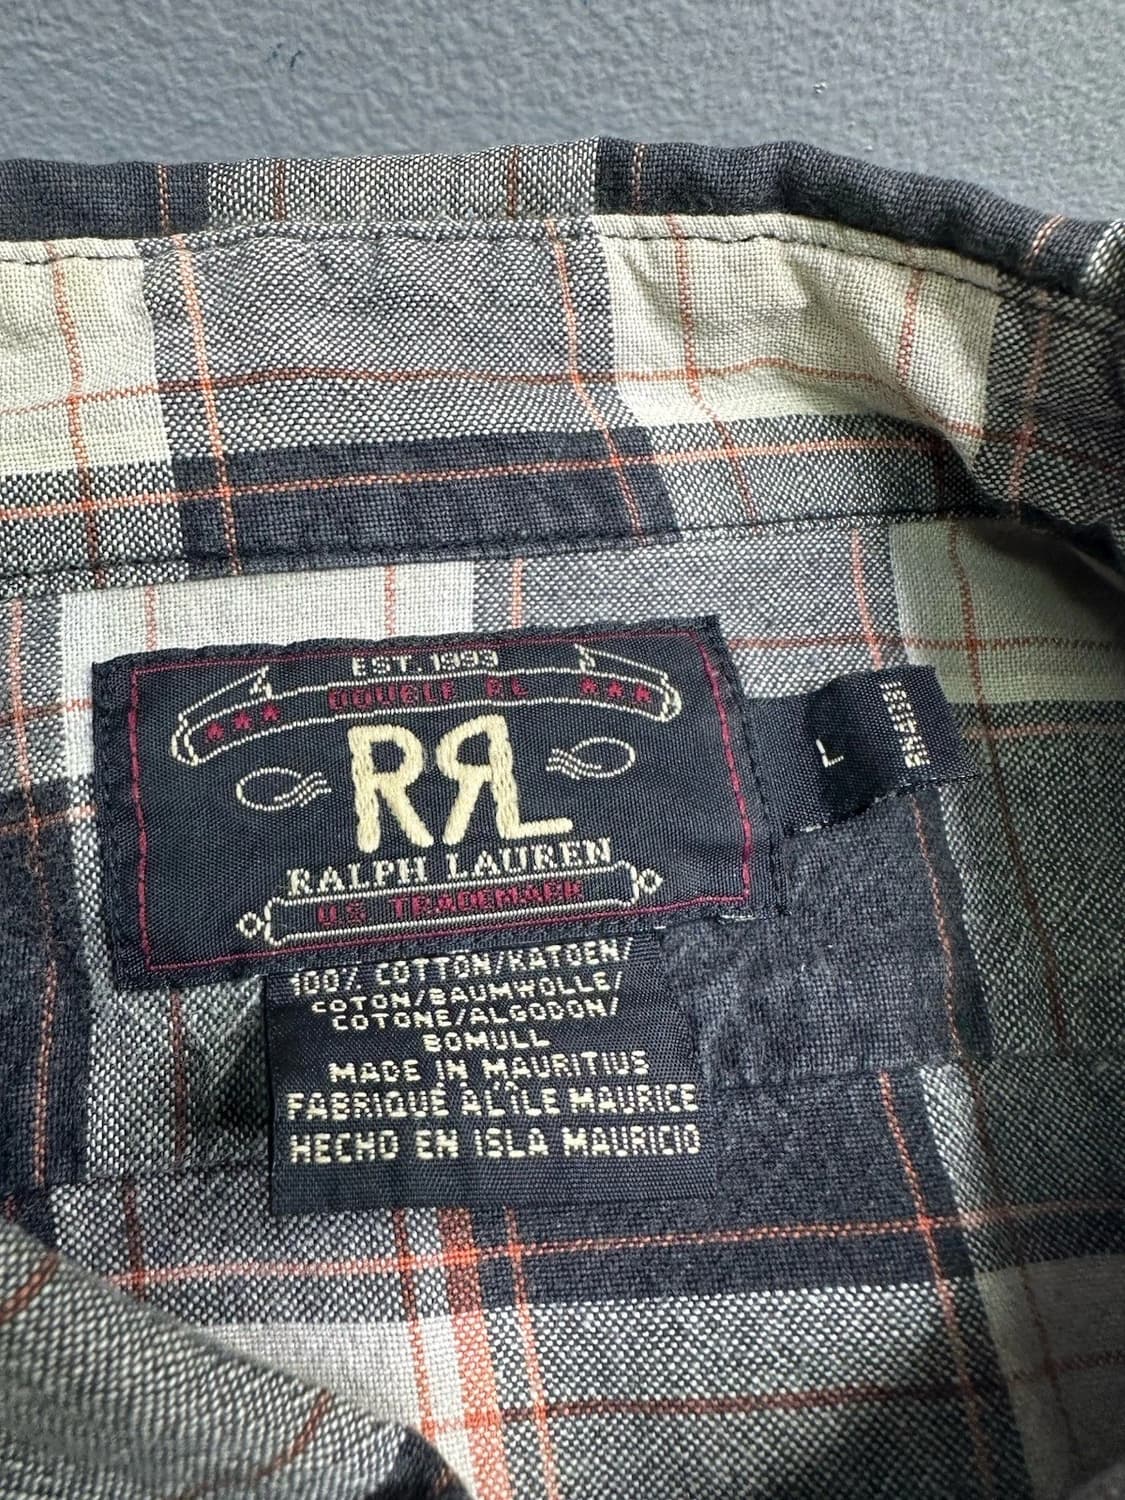 EST. 1993
★★★ DOUBLE RL ★★★
RRL
RALPH LAUREN
U.S. TRADEMARK
L
100% COTTON/KATOEN/
COTON/BAUMWOLLE/
COTONE/ALGODON/
BOMULL
MADE IN MAURITIUS
FABRIQUÉ A L'ÎLE MAURICE
HECHO EN ISLA MAURICIO